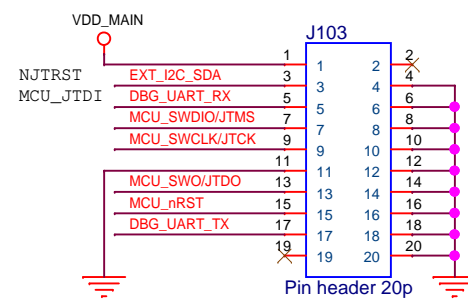 VDD_MAIN
J103
1 1 2 2
NJTRST EXT_I2C_SDA 3 3 4 4
MCU_JTDI DBG_UART_RX 5 5 6 6
MCU_SWDIO/JTMS 7 7 8 8
MCU_SWCLK/JTCK 9 9 10 10
11 11 12 12
MCU_SWO/JTDO 13 13 14 14
MCU_nRST 15 15 16 16
DBG_UART_TX 17 17 18 18
19 19 20 20
Pin header 20p